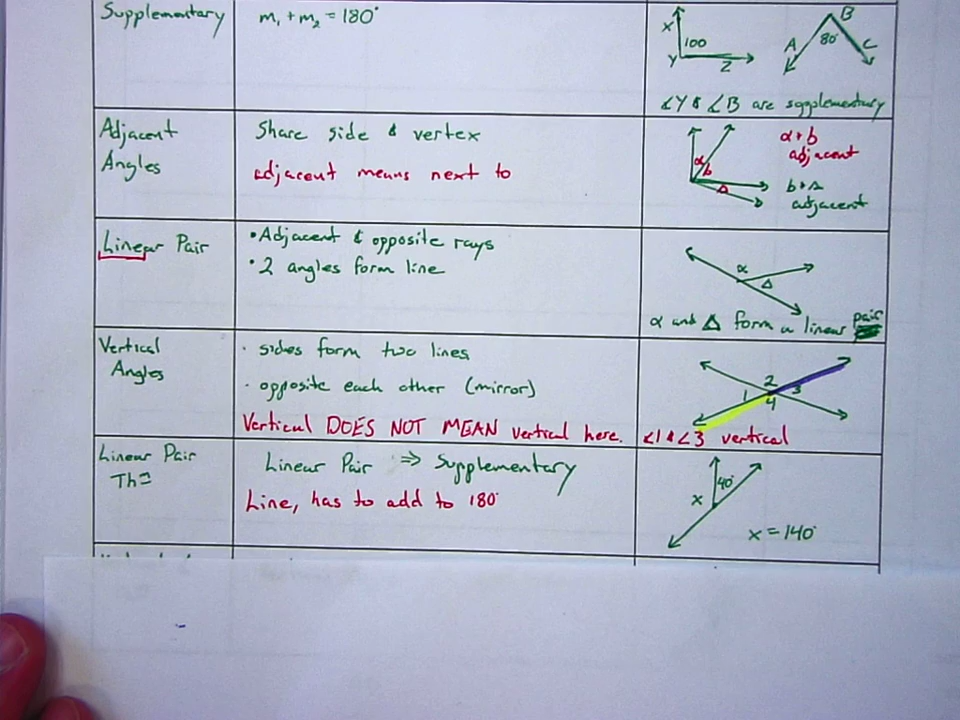 Supplementary
m₁ + m₂ = 180°
X
100
Y
Z
B
80°
A
C
∠Y & ∠B are sypplementary
Adjacent
Angles
Share side & vertex
adjacent means next to
α
b
Δ
α + b
adjacent
b + Δ
adjacent
Linear Pair
• Adjacent & opposite rays
• 2 angles form line
α
Δ
α and Δ form a linear pair
Vertical
Angles
· sides form two lines
· opposite each other (mirror)
Vertical DOES NOT MEAN vertical here.
2
1
3
4
∠1 & ∠3 vertical
Linear Pair
Th m
Linear Pair ⇒ Supplementary
Line, has to add to 180°
40°
x
x = 140°